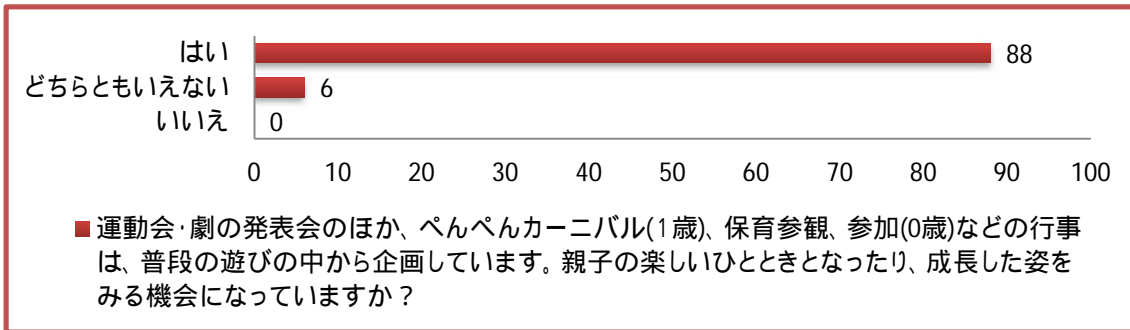 はい 88
どちらともいえない 6
いいえ 0
0 10 20 30 40 50 60 70 80 90 100
運動会・劇の発表会のほか、ぺんぺんカーニバル(1歳)、保育参観、参加(0歳)などの行事
は、普段の遊びの中から企画しています。親子の楽しいひとときとなったり、成長した姿を
みる機会になっていますか？